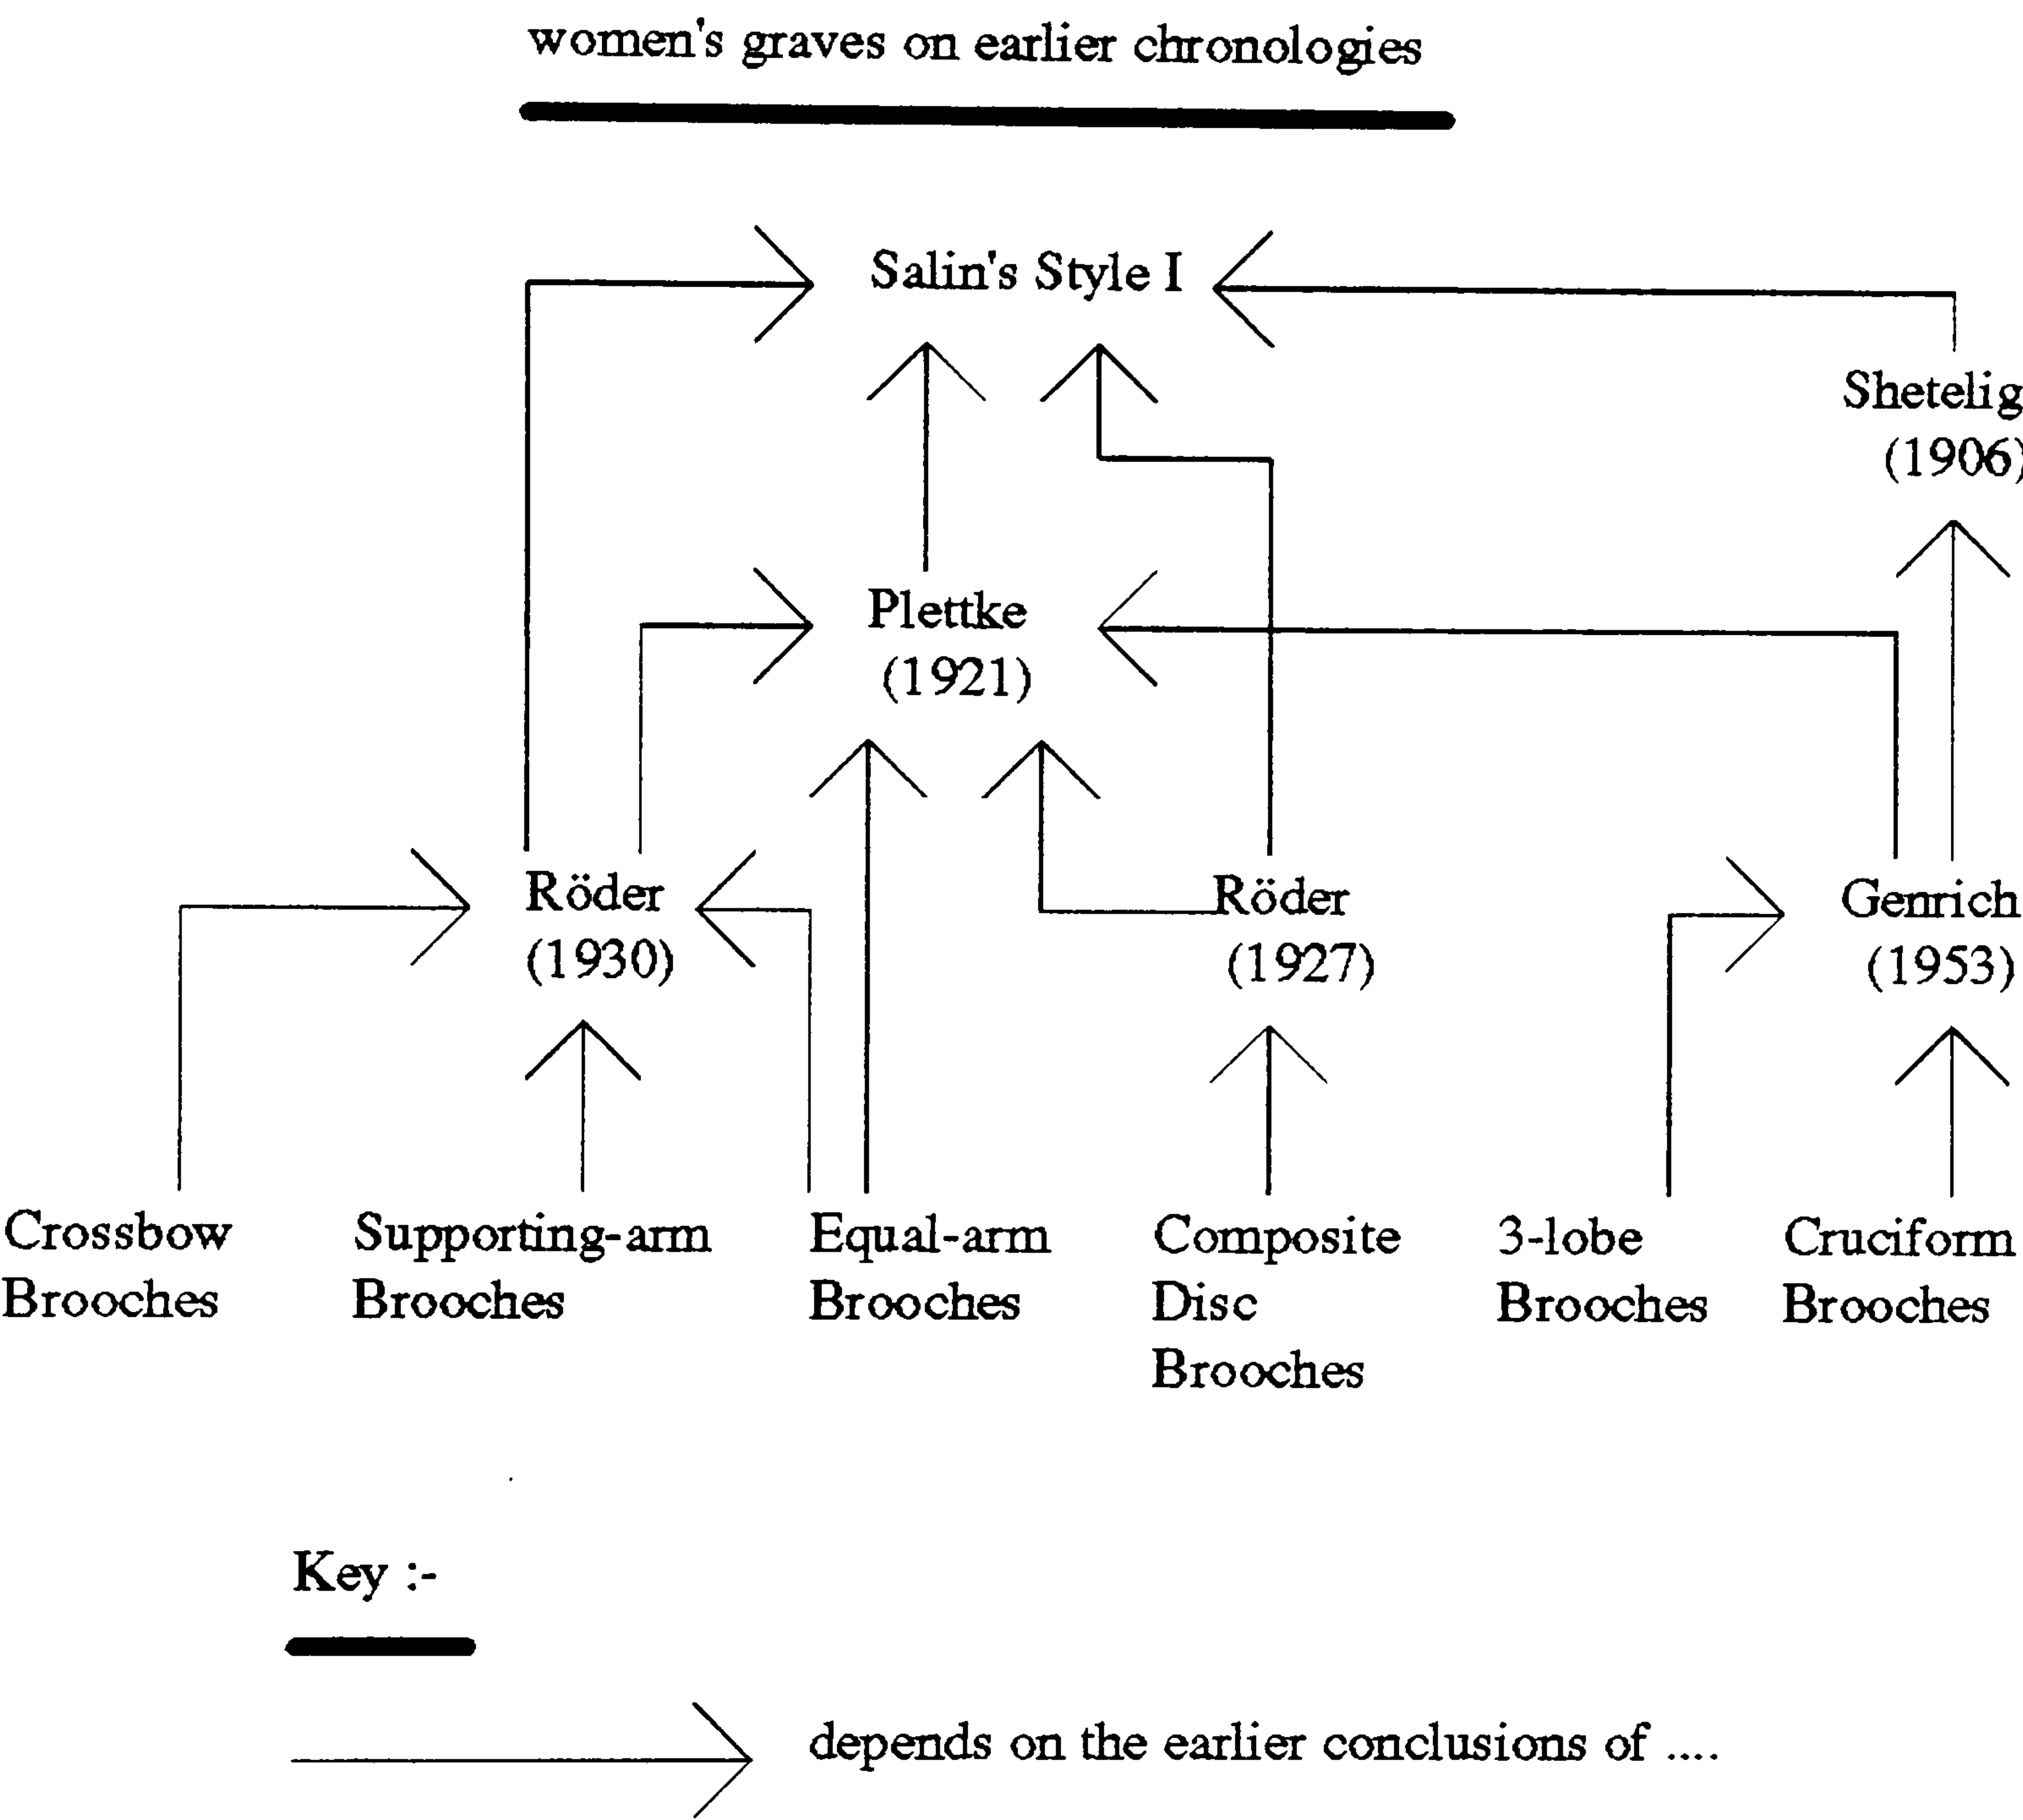 women's graves on earlier chronologies
Salin's Style I
Shetelig
(1906)
Plettke
(1921)
Röder
(1930)
Röder
(1927)
Genrich
(1953)
Crossbow
Brooches
Supporting-arm
Brooches
Equal-arm
Brooches
Composite
Disc
Brooches
3-lobe
Brooches
Cruciform
Brooches
Key :-
depends on the earlier conclusions of ....